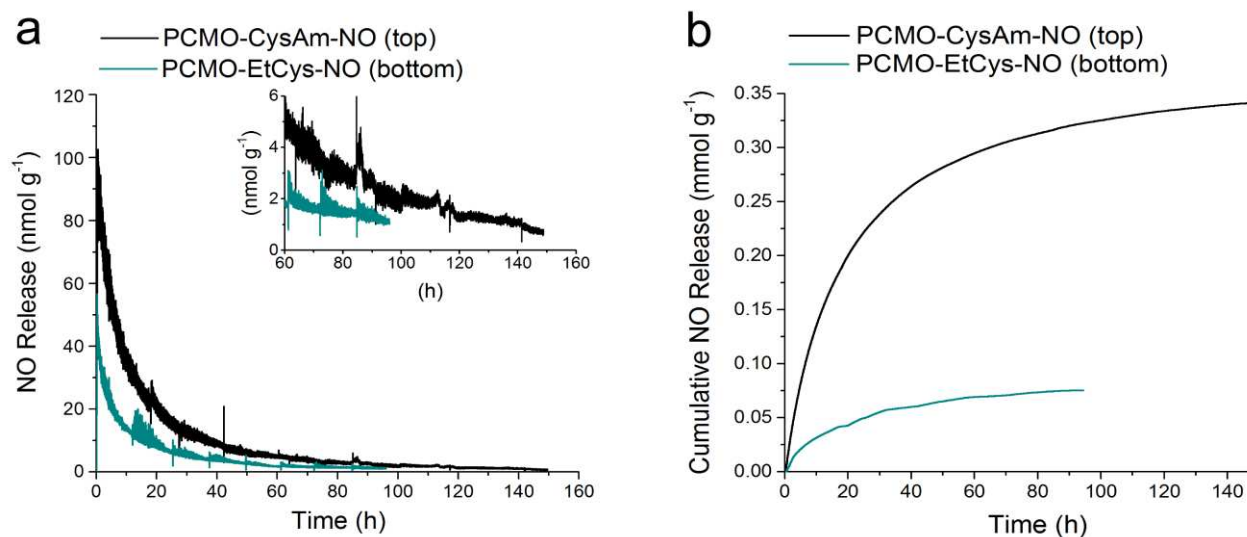 a
PCMO-CysAm-NO (top)
PCMO-EtCys-NO (bottom)
NO Release (nmol g⁻¹)
120
100
80
60
40
20
0
0 20 40 60 80 100 120 140 160
Time (h)
(nmol g⁻¹)
6
4
2
0
60 80 100 120 140 160
(h)
b
PCMO-CysAm-NO (top)
PCMO-EtCys-NO (bottom)
Cumulative NO Release (mmol g⁻¹)
0.35
0.30
0.25
0.20
0.15
0.10
0.05
0.00
0 20 40 60 80 100 120 140
Time (h)